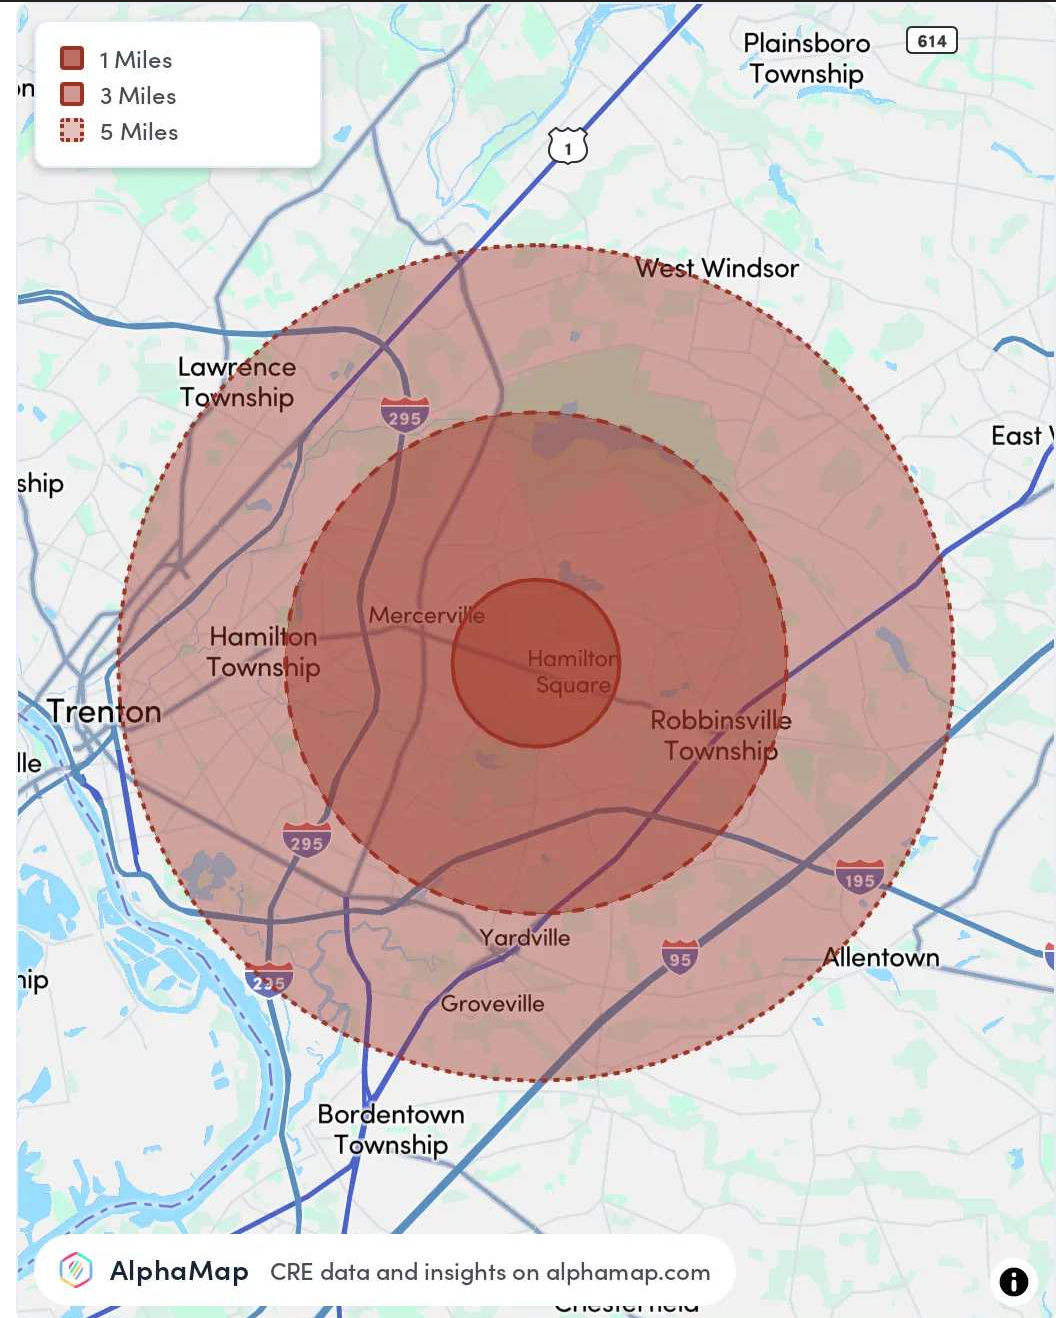 1 Miles
3 Miles
5 Miles
Plainsboro
Township
614
1
West Windsor
Lawrence
Township
295
East
ship
Mercerville
Hamilton
Township
Hamilton
Square
Trenton
Robbinsville
Township
lle
295
195
Yardville
95
Allentown
295
Groveville
Bordentown
Township
AlphaMap CRE data and insights on alphamap.com
Chesterfield